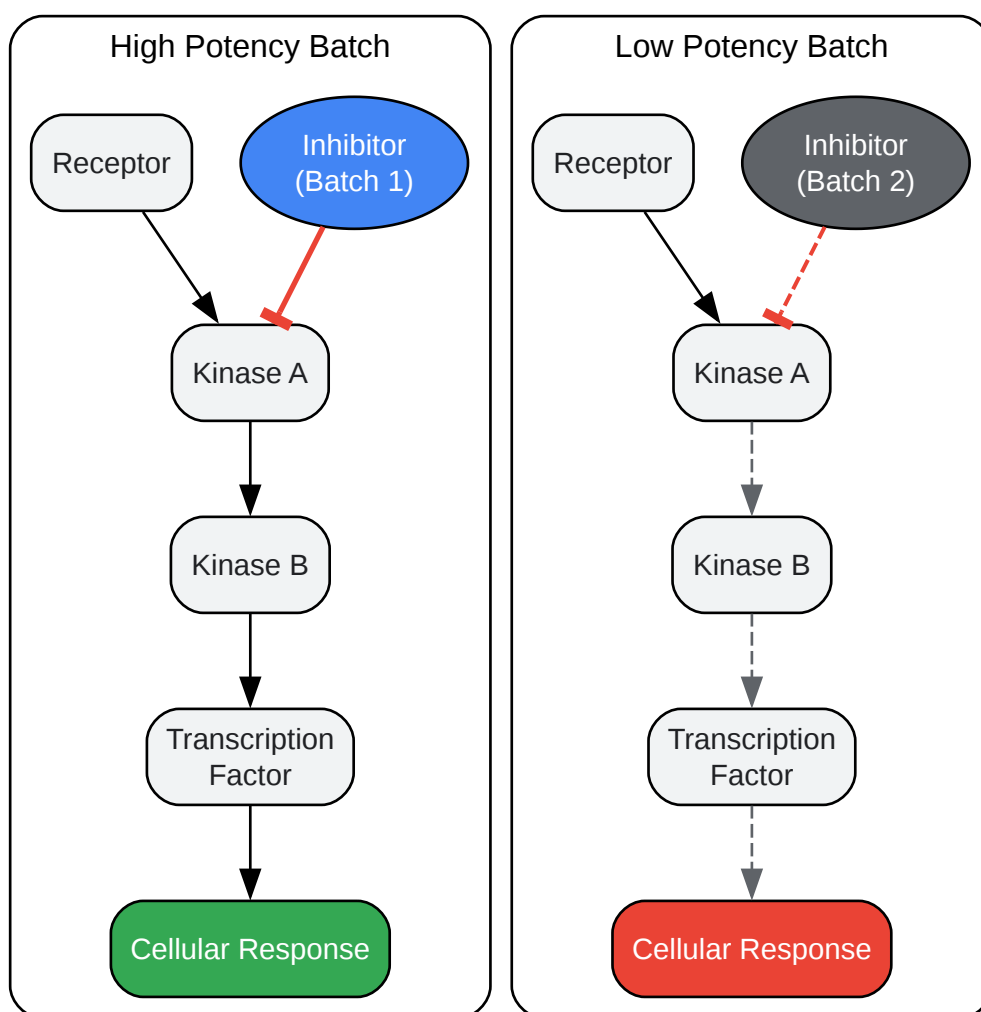 High Potency Batch
Receptor
Inhibitor
(Batch 1)
Kinase A
Kinase B
Transcription
Factor
Cellular Response
Low Potency Batch
Receptor
Inhibitor
(Batch 2)
Kinase A
Kinase B
Transcription
Factor
Cellular Response